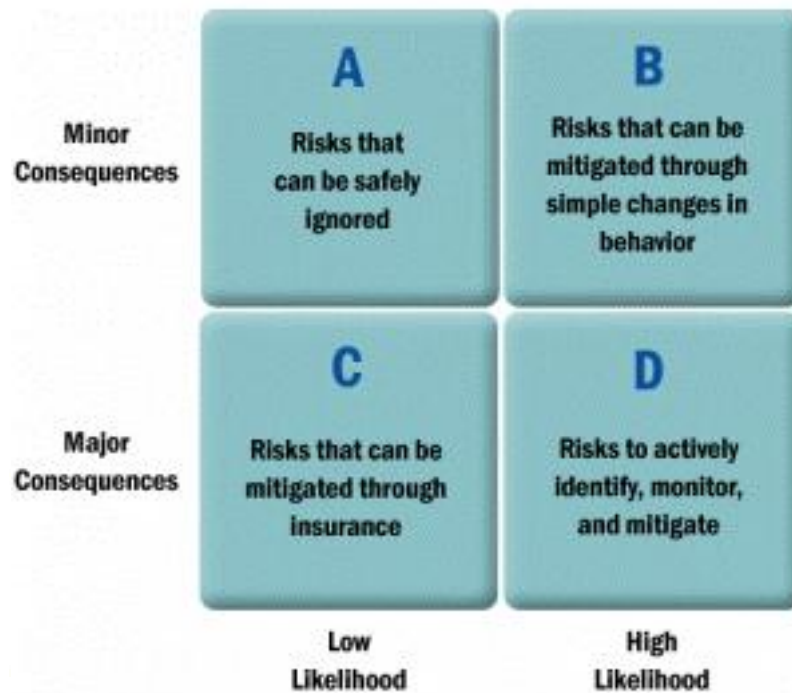 A
Risks that
can be safely
ignored
B
Risks that can be
mitigated through
simple changes in
behavior
Minor
Consequences
C
Risks that can be
mitigated through
insurance
D
Risks to actively
identify, monitor,
and mitigate
Major
Consequences
Low
Likelihood
High
Likelihood